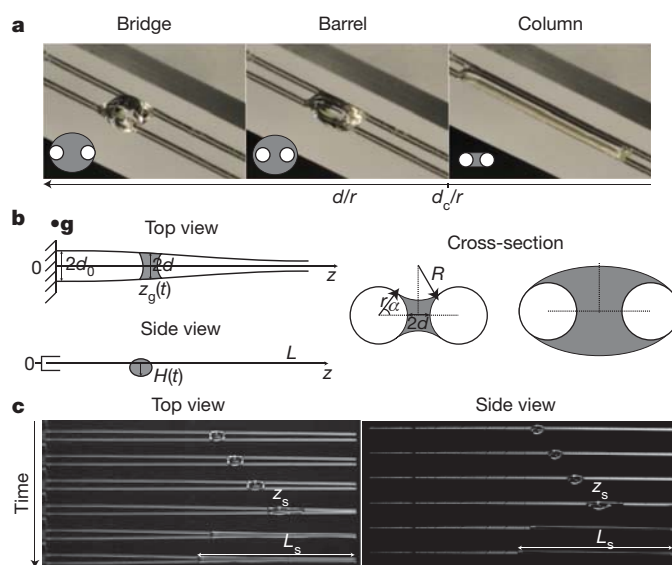 a
Bridge
Barrel
Column
d/r
d_c/r
b
•g
Top view
0
2d_0
2d
z_g(t)
z
Side view
0
L
z
H(t)
Cross-section
R
r
α
2d
c
Top view
Side view
Time
z_s
L_s
z_s
L_s